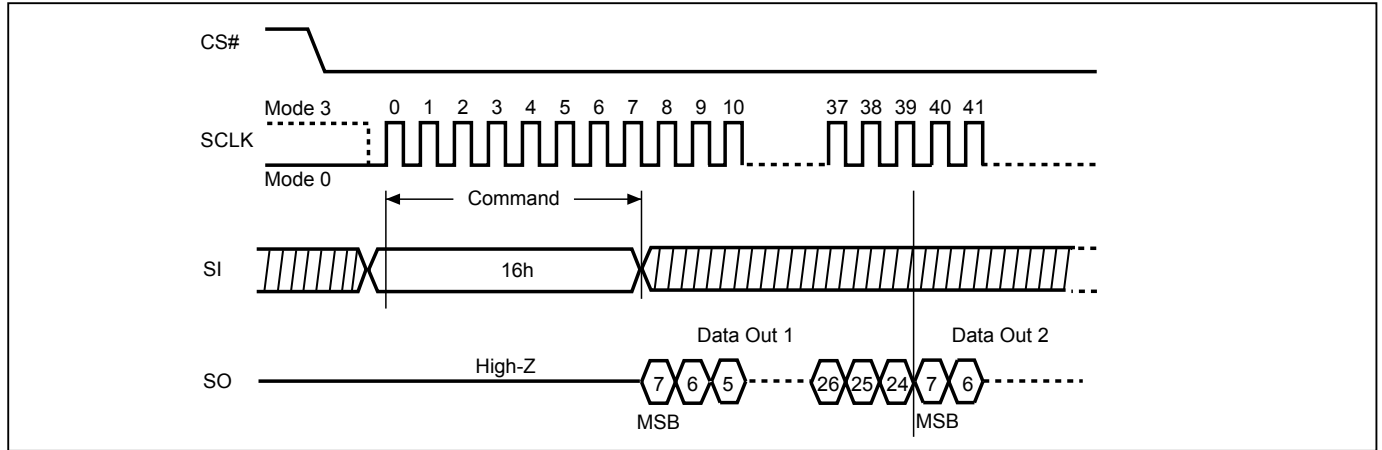 CS#
Mode 3 0 1 2 3 4 5 6 7 8 9 10 37 38 39 40 41
SCLK
Mode 0
Command
SI 16h
Data Out 1 Data Out 2
High-Z
SO 7 6 5 26 25 24 7 6
MSB MSB